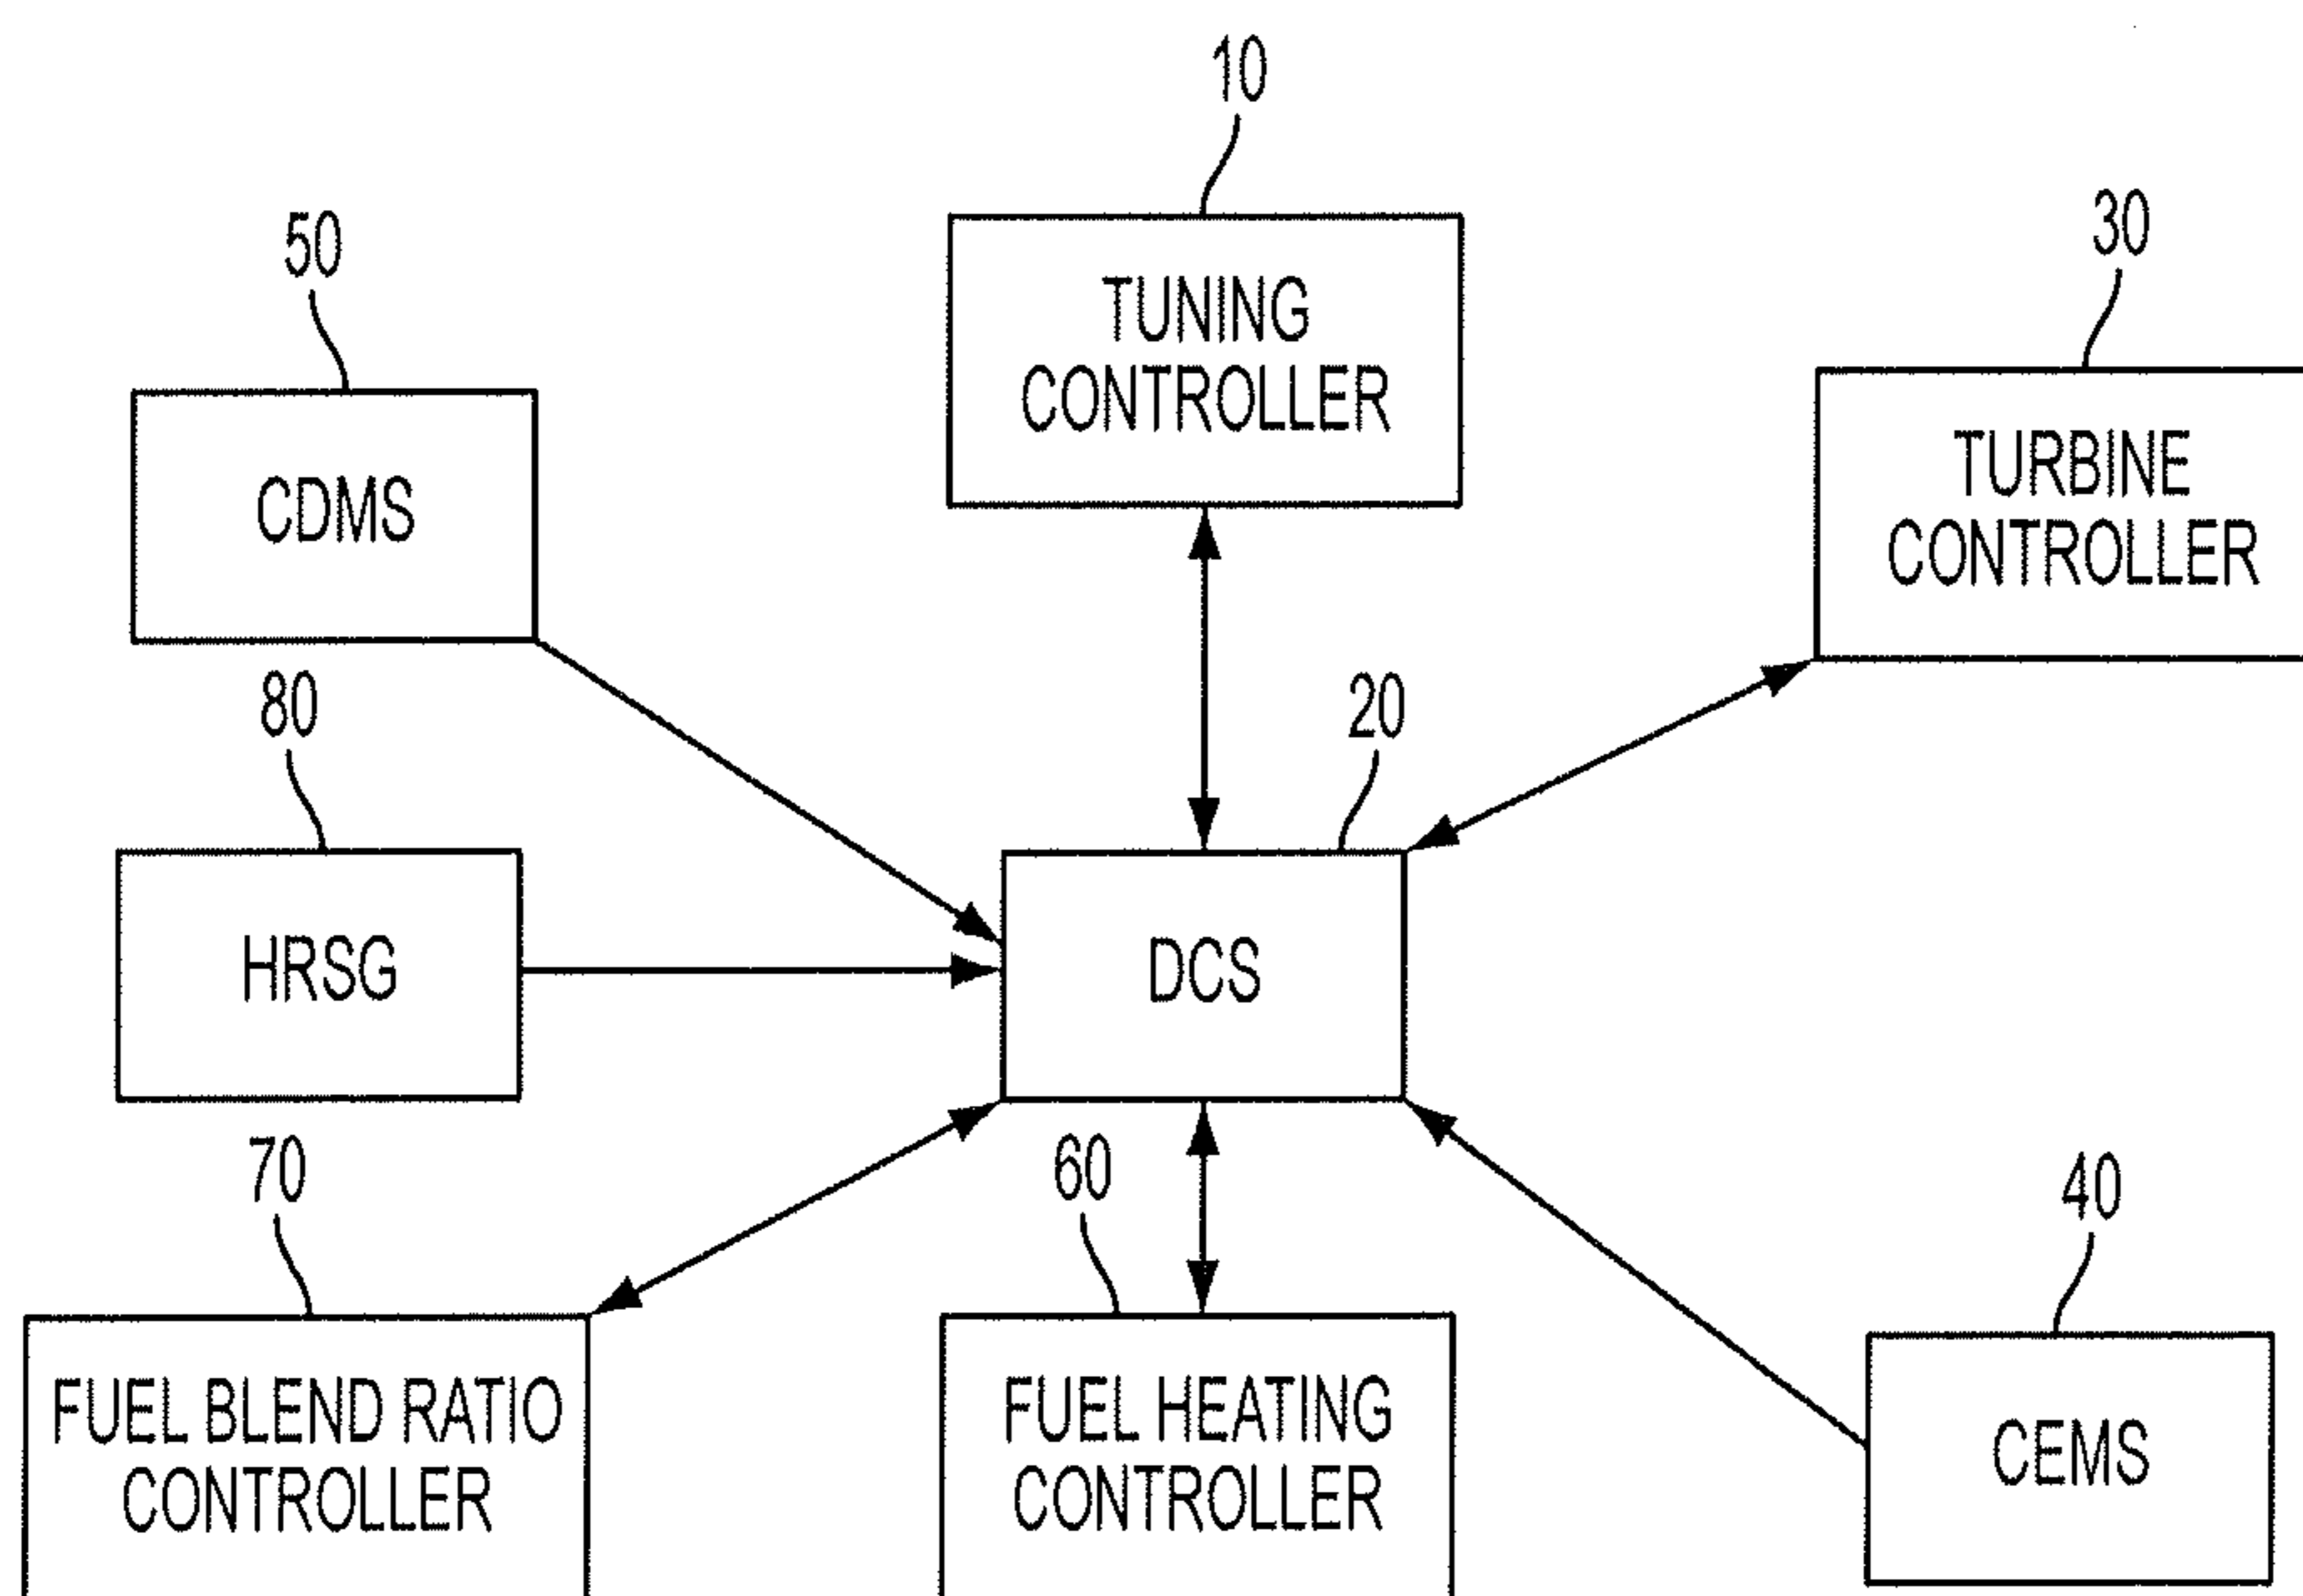 10
50
30
TUNING
CONTROLLER
TURBINE
CONTROLLER
CDMS
80
20
HRSG
DCS
70
60
40
FUEL BLEND RATIO
CONTROLLER
FUEL HEATING
CONTROLLER
CEMS